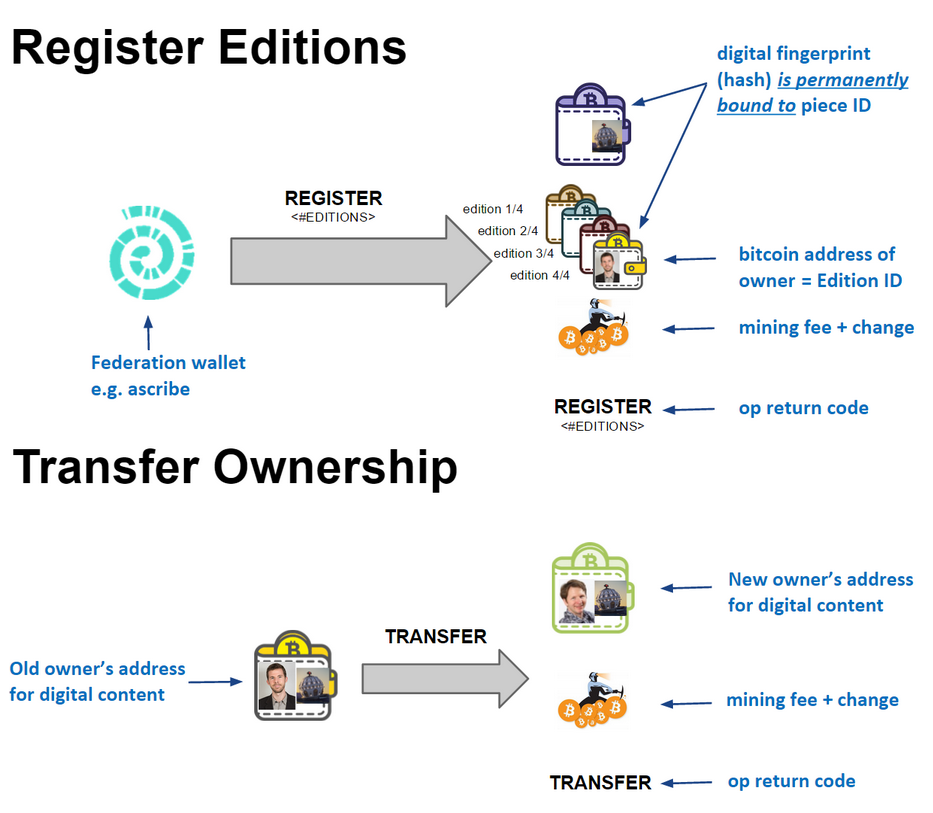 Register Editions
digital fingerprint
(hash) is permanently
bound to piece ID
REGISTER
<#EDITIONS>
edition 1/4
edition 2/4
edition 3/4
edition 4/4
bitcoin address of
owner = Edition ID
mining fee + change
Federation wallet
e.g. ascribe
REGISTER
<#EDITIONS>
op return code
Transfer Ownership
New owner's address
for digital content
TRANSFER
Old owner's address
for digital content
mining fee + change
TRANSFER
op return code